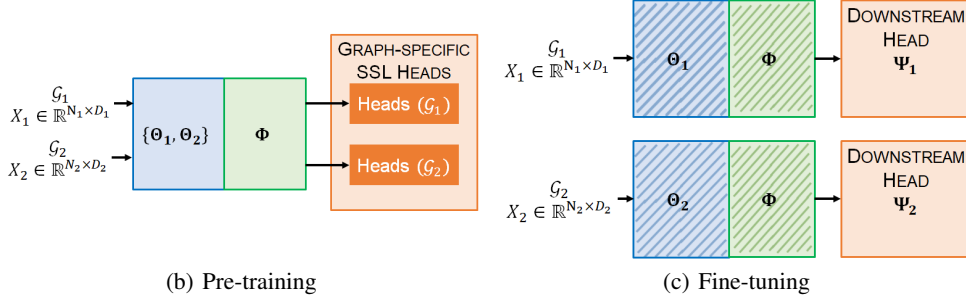 𝒢₁
X₁ ∈ ℝ^{N₁×D₁}
𝒢₂
X₂ ∈ ℝ^{N₂×D₂}
{Θ₁, Θ₂}
Φ
GRAPH-SPECIFIC
SSL HEADS
Heads (𝒢₁)
Heads (𝒢₂)
(b) Pre-training
𝒢₁
X₁ ∈ ℝ^{N₁×D₁}
Θ₁
Φ
DOWNSTREAM
HEAD
Ψ₁
𝒢₂
X₂ ∈ ℝ^{N₂×D₂}
Θ₂
Φ
DOWNSTREAM
HEAD
Ψ₂
(c) Fine-tuning